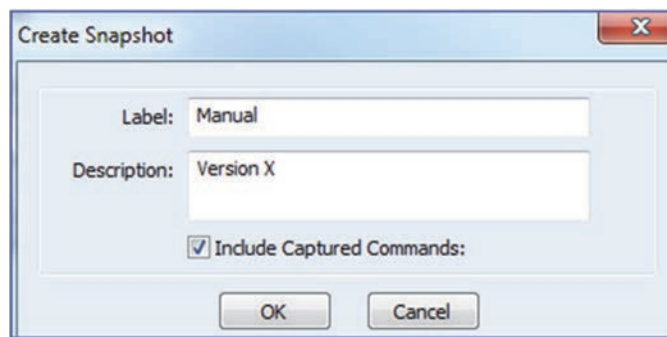 Create Snapshot
Label: Manual
Description: Version X
Include Captured Commands:
OK Cancel